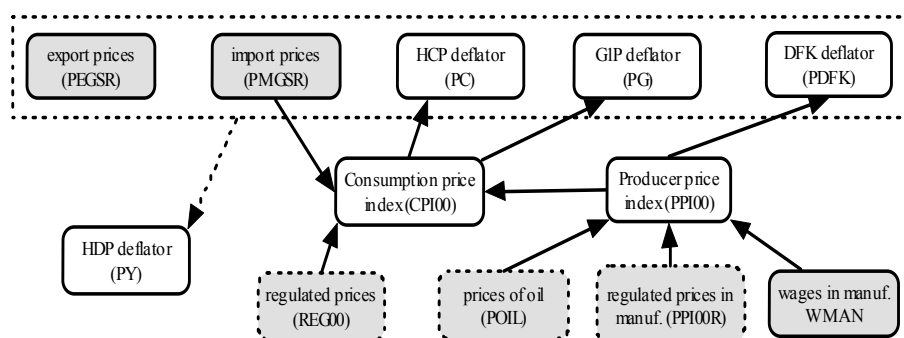 export prices
(PEGSR)
import prices
(PMGSR)
HCP deflator
(PC)
GIP deflator
(PG)
DFK deflator
(PDFK)
Consumption price
index(CPI00)
Producer price
index(PPI00)
HDP deflator
(PY)
regulated prices
(REG00)
prices of oil
(POIL)
regulated prices in
manuf. (PPI00R)
wages in manuf.
WMAN